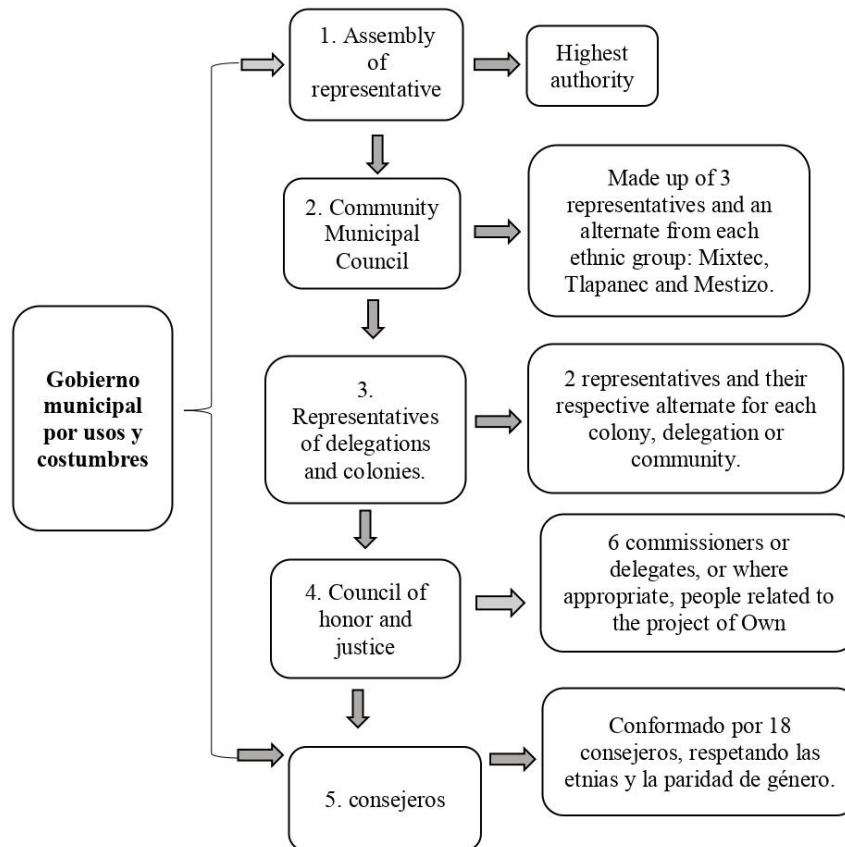 1. Assembly
of
representative
Highest
authority
2. Community
Municipal
Council
Made up of 3
representatives and an
alternate from each
ethnic group: Mixtec,
Tlapanec and Mestizo.
Gobierno
municipal
por usos y
costumbres
3.
Representatives
of delegations
and colonies.
2 representatives and their
respective alternate for each
colony, delegation or
community.
4. Council of
honor and
justice
6 commissioners or
delegates, or where
appropriate, people related
to the project of Own
5. consejeros
Conformado por 18
consejeros, respetando las
etnias y la paridad de género.